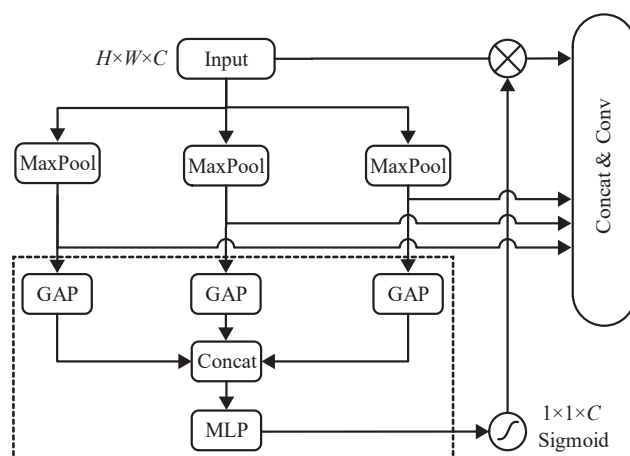 H×W×C
Input
MaxPool
MaxPool
MaxPool
Concat & Conv
GAP
GAP
GAP
Concat
MLP
1×1×C
Sigmoid